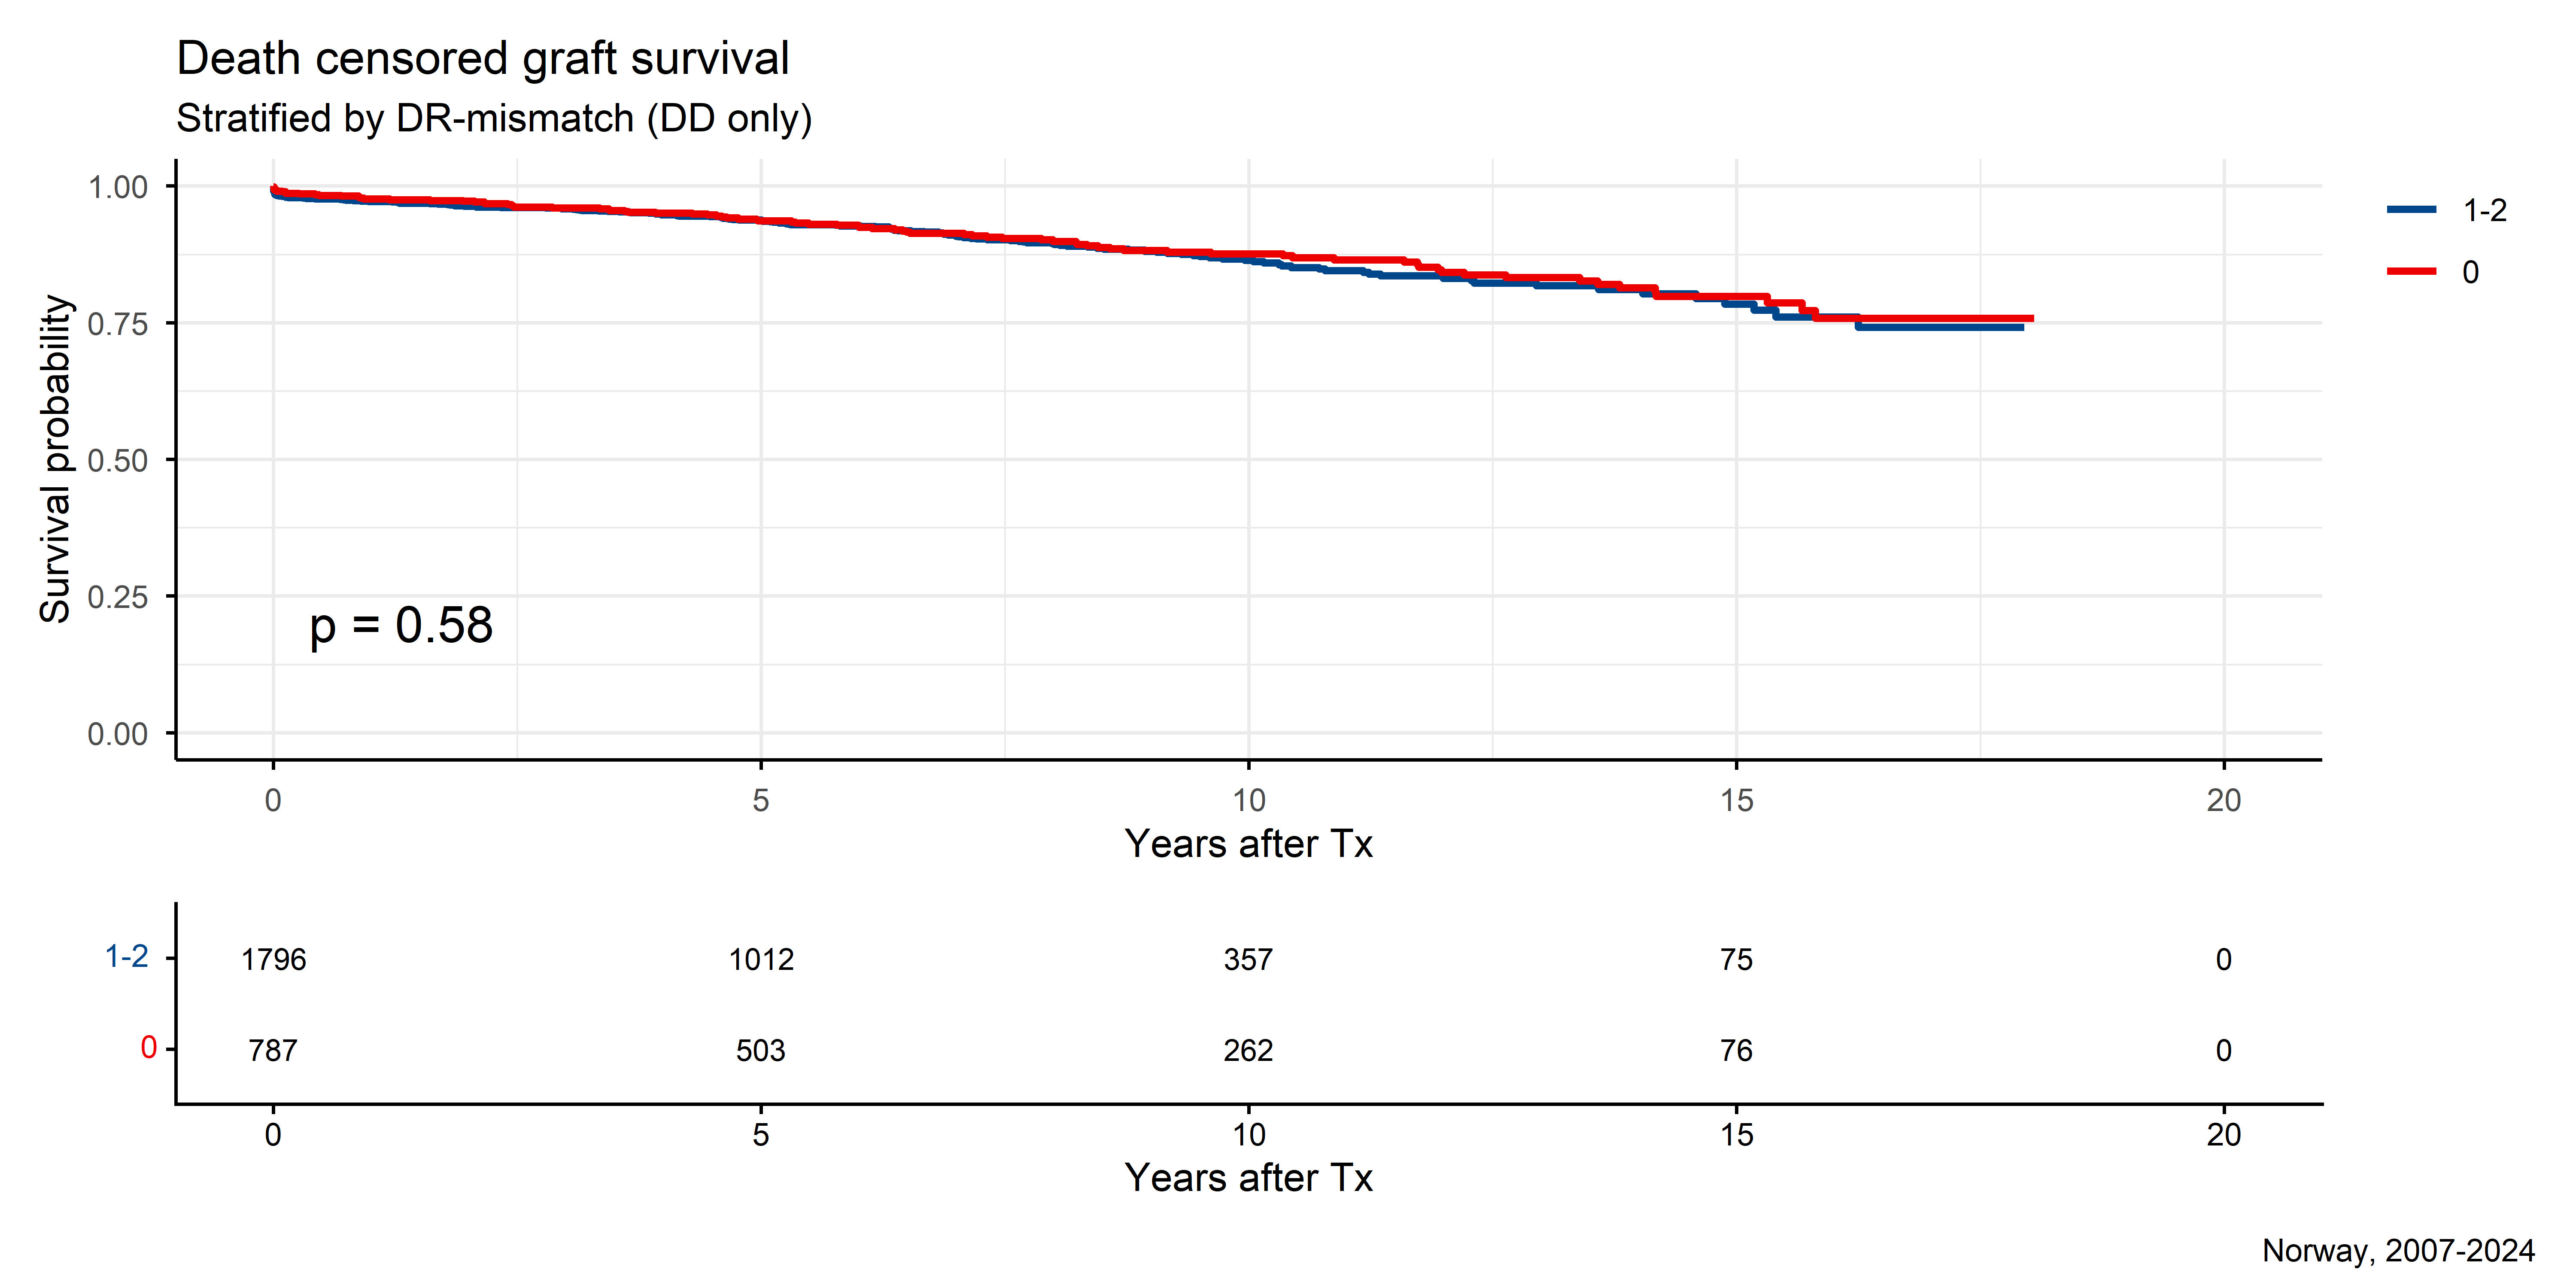 Death censored graft survival
Stratified by DR-mismatch (DD only)
Survival probability
1.00
0.75
0.50
0.25
0.00
p = 0.58
1-2
0
0 5 10 15 20
Years after Tx
1-2 1796 1012 357 75 0
0 787 503 262 76 0
0 5 10 15 20
Years after Tx
Norway, 2007-2024